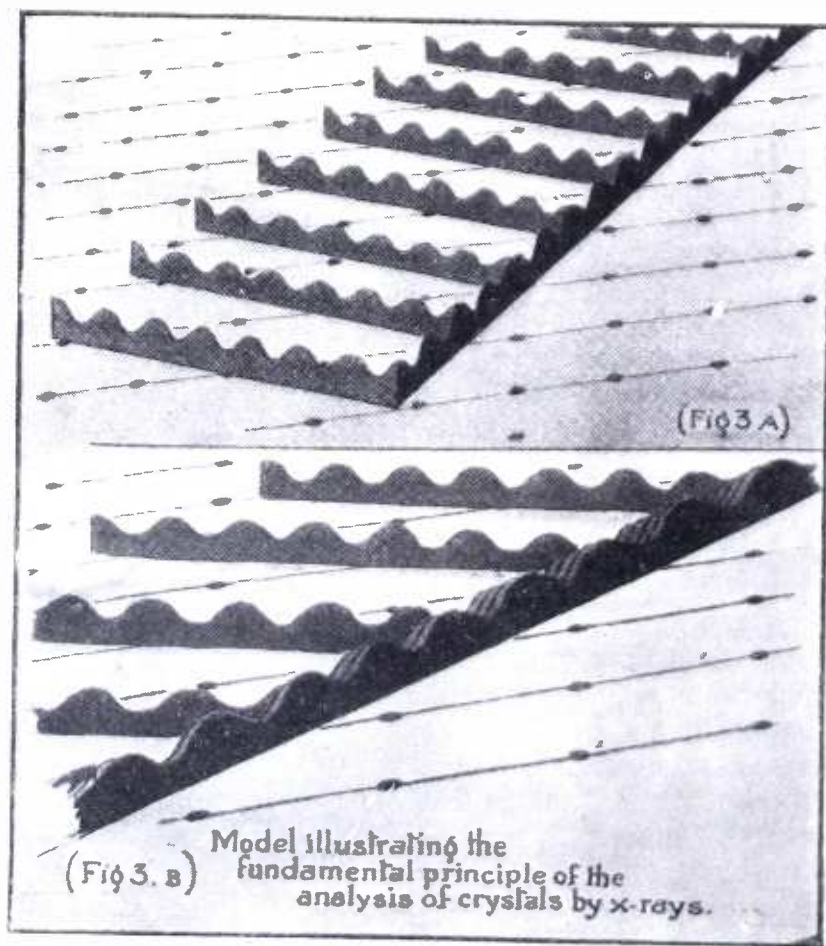 (Fig 3 A)
(Fig 3. B)
Model illustrating the
fundamental principle of the
analysis of crystals by x-rays.